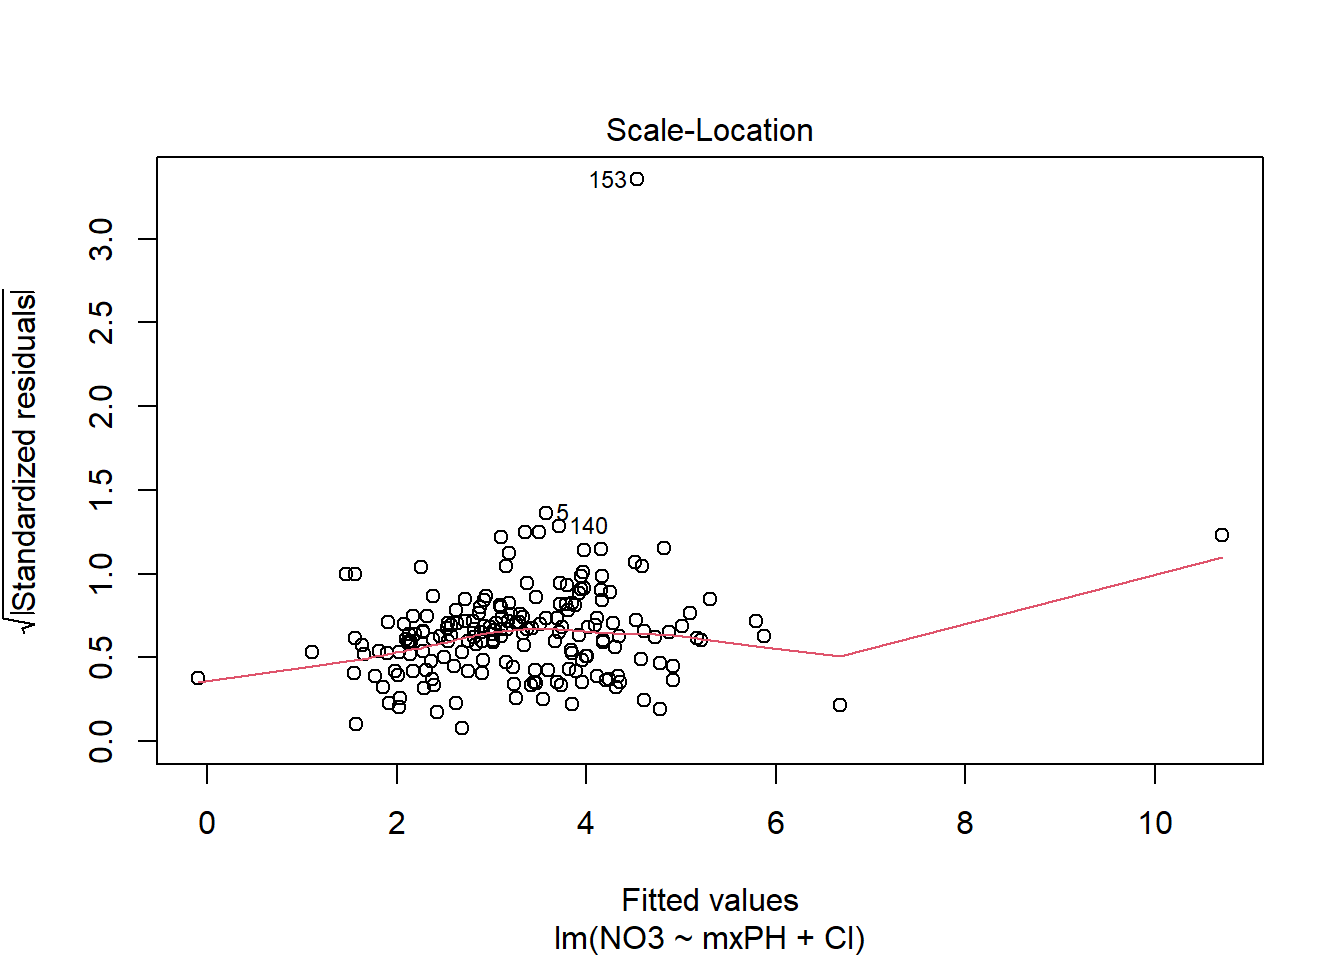 Scale-Location
153
5
140
√|Standardized residuals|
3.0
2.5
2.0
1.5
1.0
0.5
0.0
0 2 4 6 8 10
Fitted values
lm(NO3 ~ mxPH + Cl)